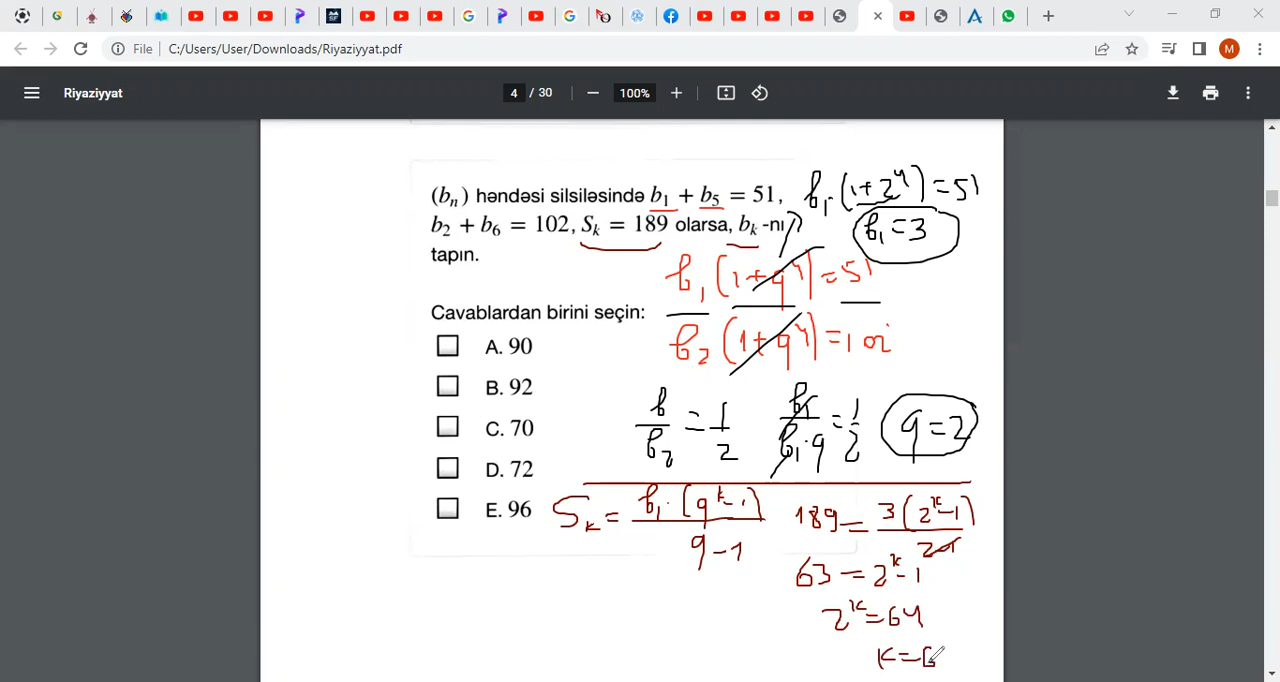 File C:/Users/User/Downloads/Riyaziyyat.pdf
M
Riyaziyyat
4 / 30
100%
(bₙ) həndəsi silsiləsində b₁ + b₅ = 51,
b₂ + b₆ = 102, Sₖ = 189 olarsa, bₖ -nı
tapın.
b₁ (1+2⁴) = 51
b₁ = 3
b₁ (1+q⁴) = 51
b₂ (1+q⁴) = 102
Cavablardan birini seçin:
A. 90
B. 92
C. 70
D. 72
E. 96
b/b₂ = 1/2
b₁/b₁·q = 1/2
q = 2
Sₖ = b₁·(qᵏ-1)/q-1
189 = 3(2ᵏ-1)/2-1
63 = 2ᵏ-1
2ᵏ = 64
k = 6